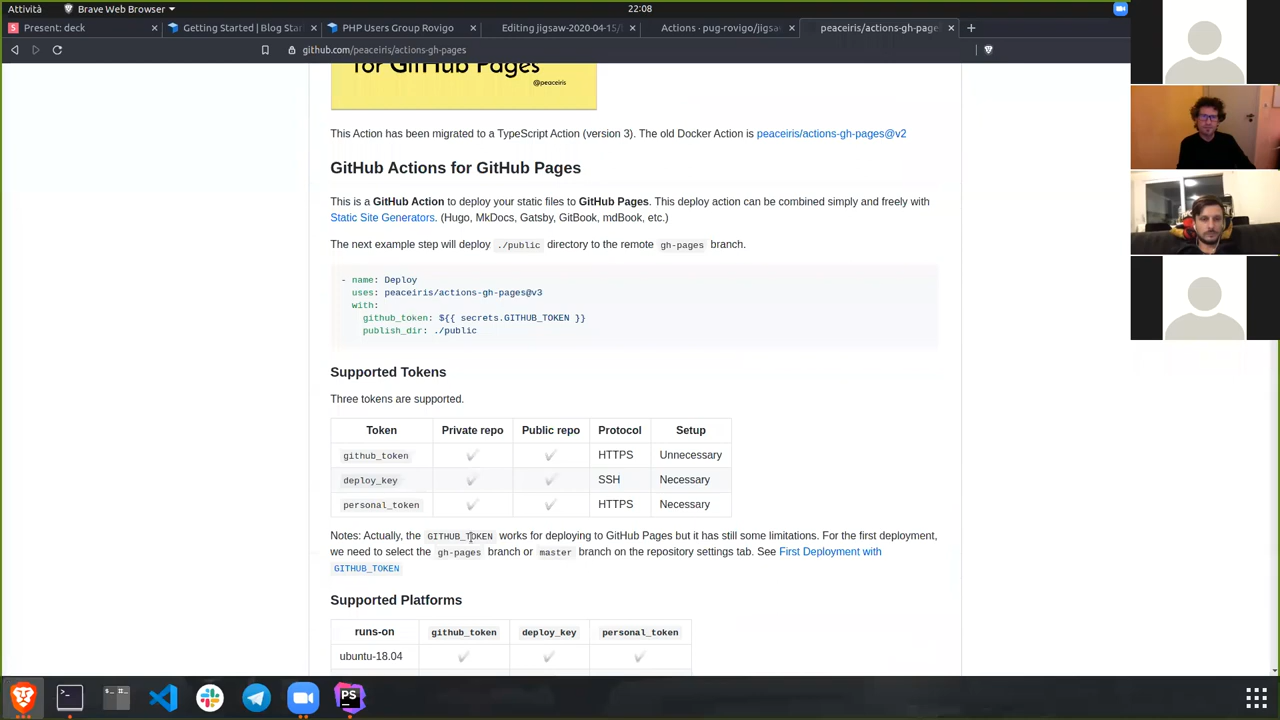 Attività
Brave Web Browser
22:08
Present: deck
Getting Started | Blog Star
PHP Users Group Rovigo
Editing jigsaw-2020-04-15/
Actions · pug-rovigo/jigsaw
peaceiris/actions-gh-page
github.com/peaceiris/actions-gh-pages
for GitHub Pages
@peaceiris
This Action has been migrated to a TypeScript Action (version 3). The old Docker Action is peaceiris/actions-gh-pages@v2
GitHub Actions for GitHub Pages
This is a GitHub Action to deploy your static files to GitHub Pages. This deploy action can be combined simply and freely with
Static Site Generators. (Hugo, MkDocs, Gatsby, GitBook, mdBook, etc.)
The next example step will deploy ./public directory to the remote gh-pages branch.
- name: Deploy
uses: peaceiris/actions-gh-pages@v3
with:
github_token: ${{ secrets.GITHUB_TOKEN }}
publish_dir: ./public
Supported Tokens
Three tokens are supported.
Token Private repo Public repo Protocol Setup
github_token ✔ ✔ HTTPS Unnecessary
deploy_key ✔ ✔ SSH Necessary
personal_token ✔ ✔ HTTPS Necessary
Notes: Actually, the GITHUB_TOKEN works for deploying to GitHub Pages but it has still some limitations. For the first deployment,
we need to select the gh-pages branch or master branch on the repository settings tab. See First Deployment with
GITHUB_TOKEN
Supported Platforms
runs-on github_token deploy_key personal_token
ubuntu-18.04 ✔ ✔ ✔
PS